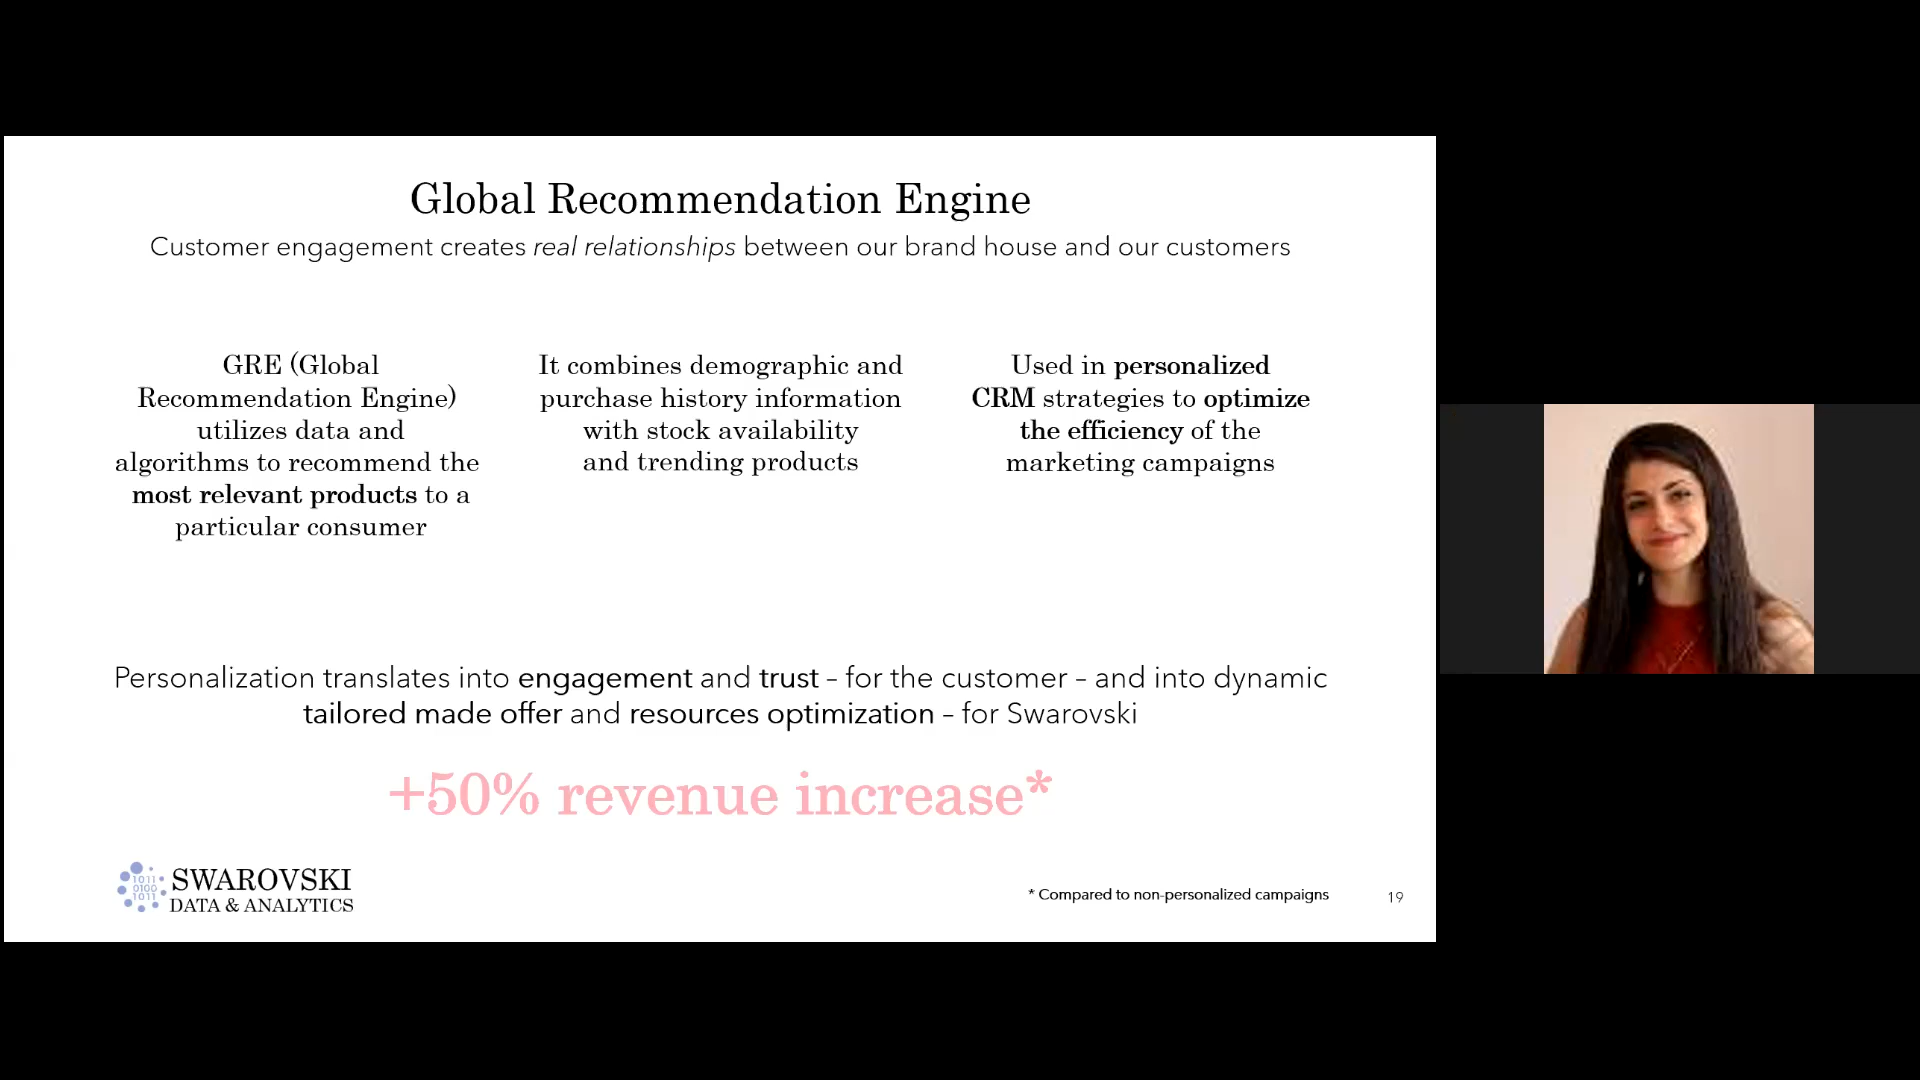 Global Recommendation Engine
Customer engagement creates real relationships between our brand house and our customers
GRE (Global
Recommendation Engine)
utilizes data and
algorithms to recommend the
most relevant products to a
particular consumer
It combines demographic and
purchase history information
with stock availability
and trending products
Used in personalized
CRM strategies to optimize
the efficiency of the
marketing campaigns
Personalization translates into engagement and trust – for the customer – and into dynamic
tailored made offer and resources optimization – for Swarovski
+50% revenue increase*
1011
0100
1011
SWAROVSKI
DATA & ANALYTICS
* Compared to non-personalized campaigns
19